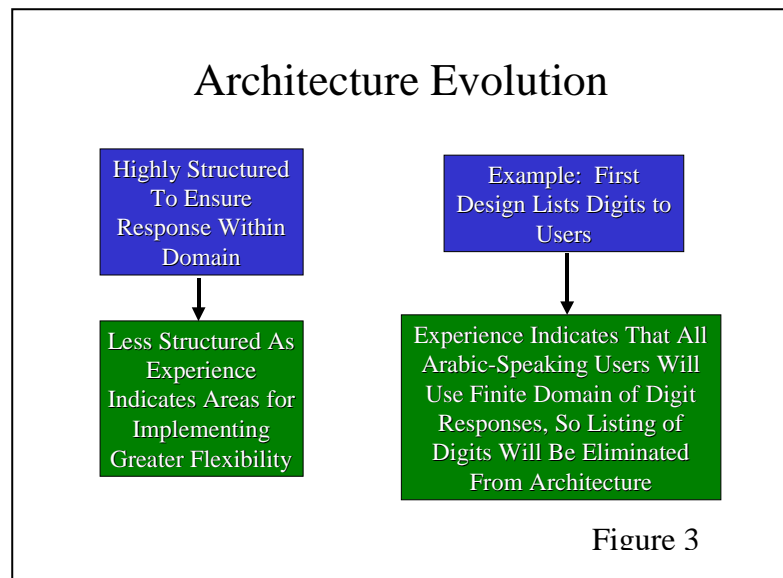 Architecture Evolution
Highly Structured
To Ensure
Response Within
Domain
Less Structured As
Experience
Indicates Areas for
Implementing
Greater Flexibility
Example:  First
Design Lists Digits to
Users
Experience Indicates That All
Arabic-Speaking Users Will
Use Finite Domain of Digit
Responses, So Listing of
Digits Will Be Eliminated
From Architecture
Figure 3